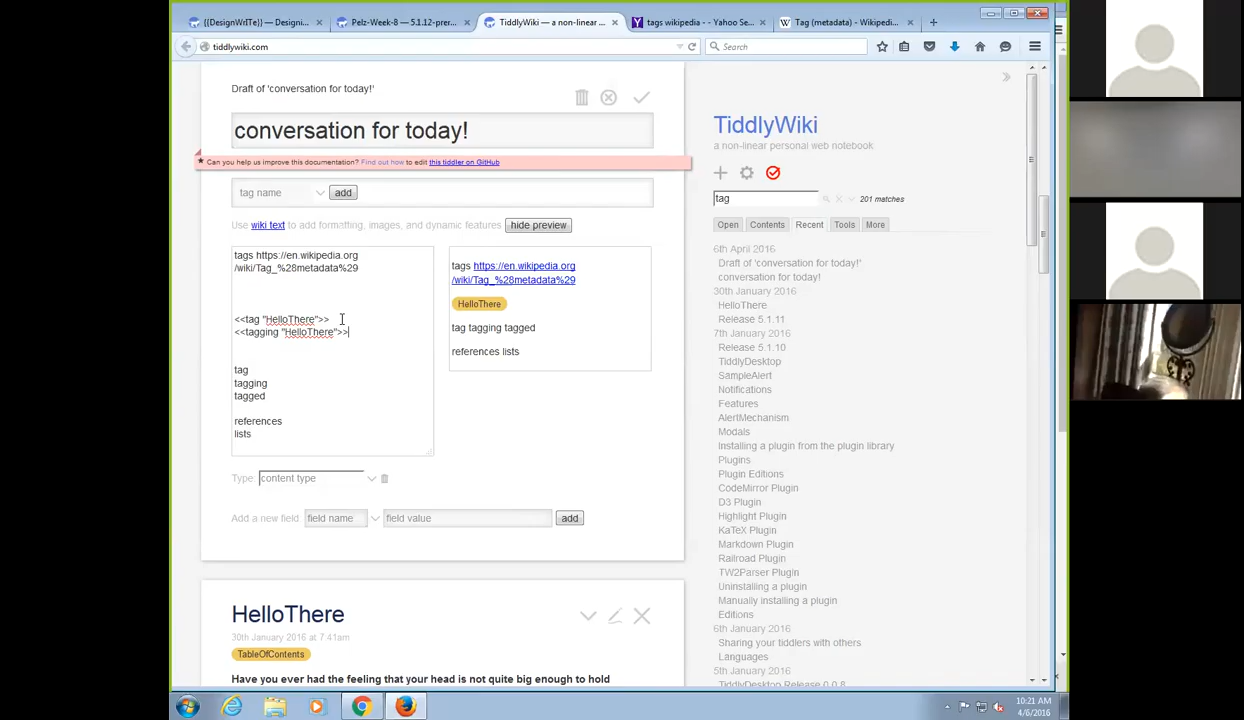 {{DesignWriTe}} — Designi...
Pelz-Week-8 — 5.1.12-prer...
TiddlyWiki — a non-linear ...
tags wikipedia - - Yahoo Se...
Tag (metadata) - Wikipedi...
tiddlywiki.com
Search
Draft of 'conversation for today!'
conversation for today!
Can you help us improve this documentation? Find out how to edit this tiddler on GitHub
tag name
add
Use wiki text to add formatting, images, and dynamic features
hide preview
tags https://en.wikipedia.org
/wiki/Tag_%28metadata%29
<<tag "HelloThere">>
<<tagging "HelloThere">>
tag
tagging
tagged
references
lists
tags https://en.wikipedia.org
/wiki/Tag_%28metadata%29
HelloThere
tag tagging tagged
references lists
Type:
content type
Add a new field
field name
field value
add
HelloThere
30th January 2016 at 7.41am
TableOfContents
Have you ever had the feeling that your head is not quite big enough to hold
TiddlyWiki
a non-linear personal web notebook
tag
201 matches
Open
Contents
Recent
Tools
More
6th April 2016
Draft of 'conversation for today!'
conversation for today!
30th January 2016
HelloThere
Release 5.1.11
7th January 2016
Release 5.1.10
TiddlyDesktop
SampleAlert
Notifications
Features
AlertMechanism
Modals
Installing a plugin from the plugin library
Plugins
Plugin Editions
CodeMirror Plugin
D3 Plugin
Highlight Plugin
KaTeX Plugin
Markdown Plugin
Railroad Plugin
TW2Parser Plugin
Uninstalling a plugin
Manually installing a plugin
Editions
6th January 2016
Sharing your tiddlers with others
Languages
5th January 2016
TiddlyDesktop Release 0.0.8
10:21 AM
4/6/2016